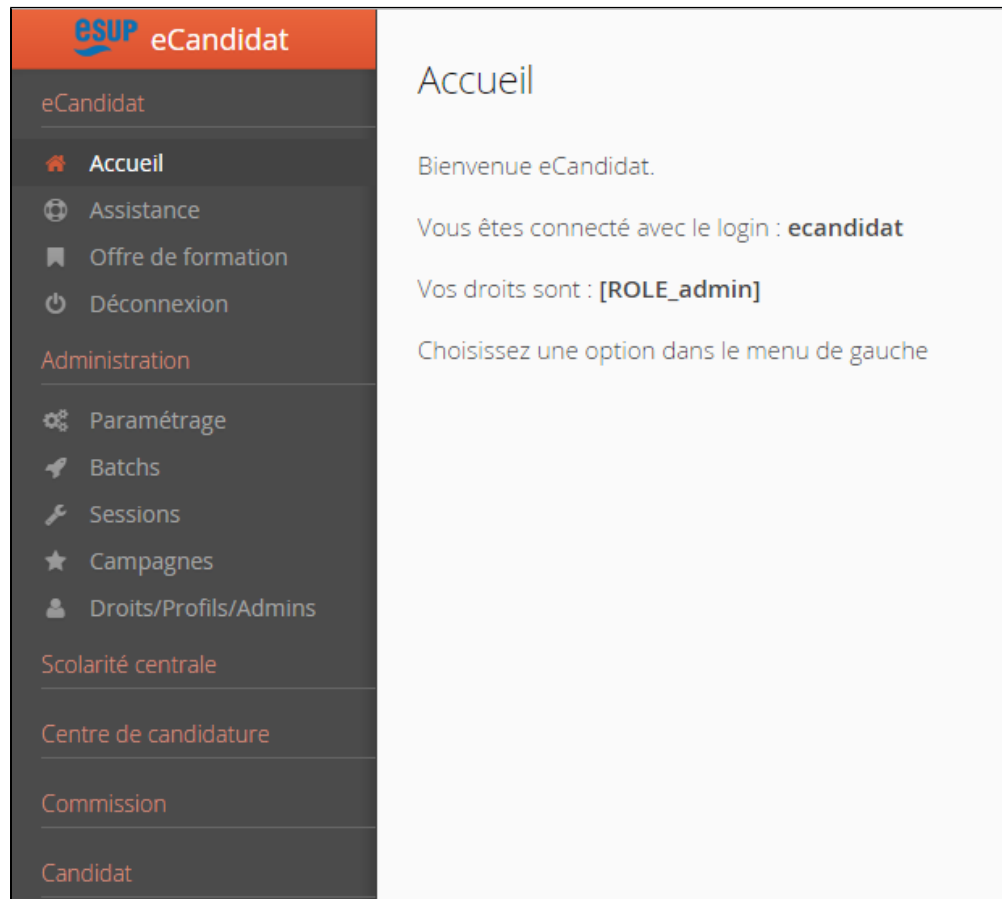 esup eCandidat
eCandidat
Accueil
Assistance
Offre de formation
Déconnexion
Administration
Paramétrage
Batchs
Sessions
Campagnes
Droits/Profils/Admins
Scolarité centrale
Centre de candidature
Commission
Candidat
Accueil
Bienvenue eCandidat.
Vous êtes connecté avec le login : ecandidat
Vos droits sont : [ROLE_admin]
Choisissez une option dans le menu de gauche